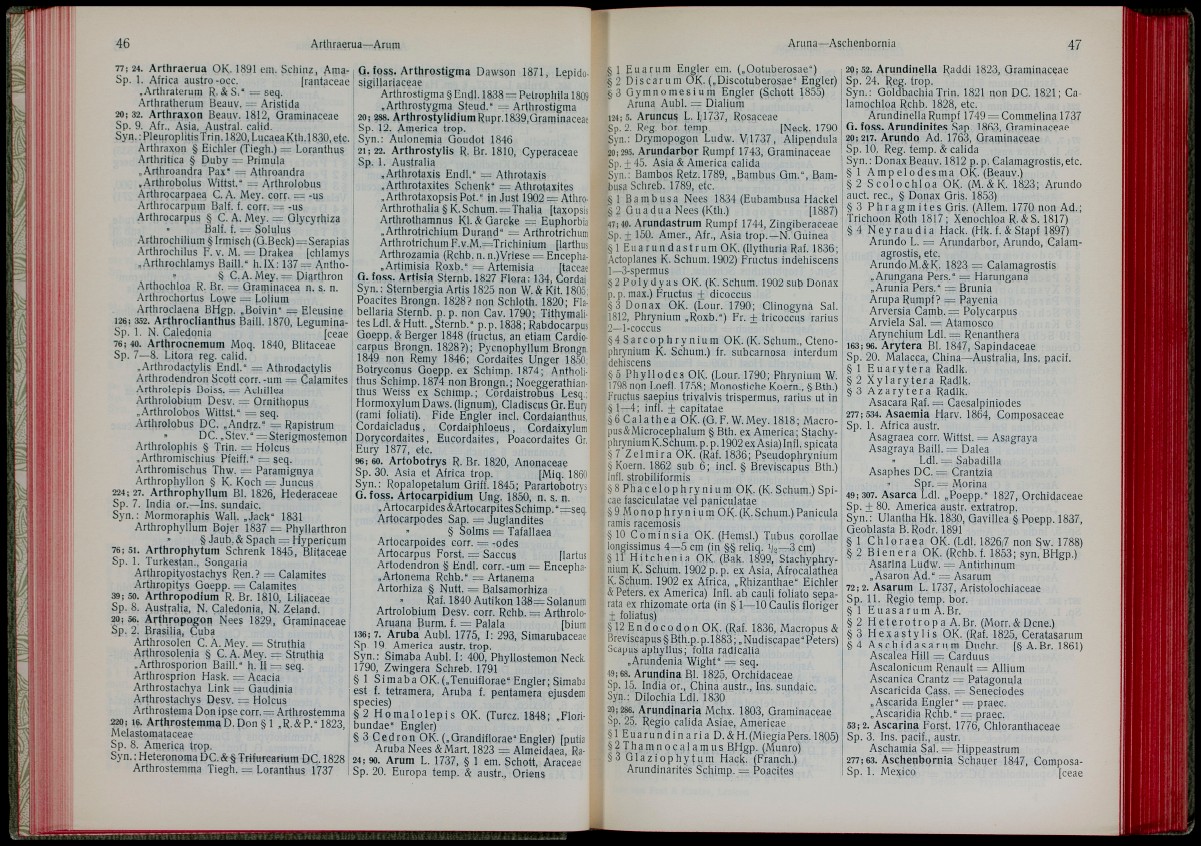 46
Arthraerua—Arum
77; 24. Arthraerua OK. 1891 em. Schinz, Ama-
Sp. 1. Africa austro-occ. [rantaceae
„Arthraterum R. & S.“ = seq.
Arthratherum Beauv. = Aristida
20; 32. Arthraxon Beauv. 1812, Graminaceae
Sp. 9. Afr., Asia, Austral. calid.
Syn.: Pleuroplitis Trin. 1820, Lucaea Kth. 1830, etc.
Arthraxon § Eichler (Tiegh.) = Loranthus
Arthritica § Duby = Primula
„Arthroandra Pax“ = Athroandra
„Arthrobolus Wittst.“ = Arthrolobus
Arthrocarpaea C. A. Mey. corr. = -us
Arthrocarpum Balf. f. corr. = -us
Arthrocarpus § C. A. Mey. = Glycyrhiza
„ Balf. f. = Solulus
Arthrochilium § Irmisch (G. Beck) = Serapias
Arthrochilus F. v. M. = Drakea [chlamys
„Arthrochlamys Baill.“ h. IX: 137 = Antho-
„ § C. A. Mey. = Diarthron
Arthochloa R. Br. = Graminacea n. s. n.
Arthrochortus Lowe = Lolium
Arthroclaena BHgp. „Boivin“ = Eleusine
126; 352. Arthroclianthus Baill. 1870, Legumina-
Sp. 1. N. Caledonia [ceae
76; 40. Arthrocnemum Moq. 1840, Blitaceae
Sp. 7—8. Litora reg. calid.
„Arthrodactylis Endl.“ = Athrodactylis
Arthrodendron Scott corr. -um = Calamites
Arthrolepis Boiss. = Achillea
Arthrolobium Desv. = Ornithopus
„Arthrolobos Wittst.“ = seq.
Arthrolobus DC. „Andrz.“ = Rapistrum
„ DC. „Stev.“ = Sterigmostemon
Arthrolophis § Trin. = Holcus
„Arthromischius Pfeiff.“ = seq.
Arthromischus Thw. = Paramignya
Arthrophyllon § K. Koch = Juncus
224; 27. Arthrophyllum Bl. 1826, Hederaceae
Sp. 7. India or.—Ins. sundaic.
Syn.: Mormoraphis Wall. „Jack“ 1831
Arthrophyllum Bojer 1837 = Phyllarthron
„ § Jaub. & Spach = Hypericum
76; 51. Arthrophytum Schrenk 1845, Blitaceae
Sp. 1. Turkestan., Songaria
Arthropityostachys Ren.? = Calamites
Arthropitys Goepp. = Calamites
39; 50. Arthropodium R. Br. 1810, Liliaceae
Sp. 8. Australia, N. Caledonia, N. Zeland.
20; 56. Arthropogon Nees 1829, Graminaceae
Sp. 2. Brasilia, Cuba
Arthrosolen C. A. Mey. = Struthia
Arthrosolenia § C. A. Mey. = Struthia
„Arthrosporion Baill.“ h. II = seq.
Arthrosprion Hask. = Acacia
Arthrostachya Link = Gaudinia
Arthrostachys Desv. = Holcus
Arthrostema Don ipse corr. = Arthrostemma
220; 16. Arthrostemma D. Don § 1 „R. & P.“ 1823,
Melastomataceae
Sp. 8. America trop.
Syn.: Heteronoma DC. & § Trifurcarium DC. 1828
Arthrostemma Tiegh. = Loranthus 1737
G. foss. Arthrostigma Dawson 1871, Lepido-
sigillariaceae
Arthrostigma § Endl. 1838 = Petrophila 1809
„Arthrostygma Steud.“ = Arthrostigma
20; 288. Arthrostylidium Rupr. 1839, Graminaceae
Sp. 12. America trop.
Syn.: Aulonemia Goudot 1846
21; 22. Arthrostylis R. Br. 1810, Cyperaceae
Sp. 1. Australia
„Arthrotaxis Endl.“ = Athrotaxis
„Arthrotaxites Schenk“ = Athrotaxites
„Arthrotaxopsis Pot.“ in Just 1902 = Athro-
Arthrothalia § K. Schum. = Thalia [taxopsis
Arthrothamnus Kl. & Garcke = Euphorbia
„Arthrotrichium Durand“ = Arthrotrichum
Arthrotrichum F. v. M. = Trichinium [larthus
Arthrozamia (Rchb. n. n.) Vriese = Encepha-
„Artimisia Roxb.“ = Artemisia [taceae
G. foss. Artisia Sternb. 1827 Flora: 134, Cordai
Syn.: Sternbergia Artis 1825 non W. & Kit. 1805
Poacites Brongn. 1828? non Schloth. 1820; Fla-
bellaria Sternb. p. p. non Cav. 1790; Tithymali-
tes Ldl. & Hutt. „Sternb.“ p. p. 1838; Rabdocarpus
Goepp. & Berger 1848 (fructus, an etiam Cardio-
carpus Brongn. 1828?); Pycnophyllum Brongn.
1849 non Remy 1846; Cordaites Unger 1850
Botryconus Goepp. ex Schimp. 1874; Antholi-
thus Schimp. 1874 non Brongn.; Noeggerathian-
thus Weiss ex Schimp.; Cordaistrobus Lesq.;
Hormoxylum Daws. (lignum), Cladiscus Gr. Eury
(rami foliati). Fide Engler incl. Cordaianthus,
Cordaicladus, Cordaiphloeus, Cordaixylum
Dorycordaites, Eucordaites, Poacordaites Gr.
Eury 1877, etc.
96; 60. Artobotrys R. Br. 1820, Anonaceae
Sp. 30. Asia et Africa trop. [Miq. 1860
Syn.: Ropalopetalum Griff. 1845; Parartobotrys
G. foss. Artocarpidium Ung. 1850, n. s. n.
„Artocarpides & Artocarpites Schimp.“ = seq.
Artocarpodes Sap. = Juglandites
„ § Solms = Tafallaea
Artocarpoides corr. = -odes
Artocarpus Forst. = Saccus [lartus
Artodendron § Endl. corr. -um = Encepha-
„Artonema Rchb.“ = Artanema
Artorhiza § Nutt. = Balsamorhiza
„ Raf. 1840 Autikon 138 = Solanum
Artrolobium Desv. corr. Rchb. = Arthrolo-
Aruana Burm. f. = Palala [bium
136; 7. Aruba Aubl. 1775, I: 293, Simarubaceae
Sp. 19. America austr. trop.
Syn.: Simaba Aubl. I: 400, Phyllostemon Neck.
1790, Zwingera Schreb. 1791
§ 1 Simaba OK. („Tenuiflorae“ Engler; Simaba
est f. tetramera, Aruba f. pentamera ejusdem
species)
§ 2 Homalolepis OK. (Turcz. 1848; „Flori-
bundae“ Engler)
§ 3 Cedron OK. („Grandiflorae“ Engler) [putia
Aruba Nees & Mart. 1823 = Almeidaea, Ra-
24; 90. Arum L. 1737, § 1 em. Schott, Araceae
Sp. 20. Europa temp. & austr., Oriens
Aruna—Aschenbornia
47
§ 1 Euarum Engler em. („Ootuberosae“)
§ 2 Discarum OK. („Discotuberosae“ Engler)
§ 3 Gymnomesium Engler (Schott 1855)
Aruna Aubl. = Dialium
124; 5. Aruncus L. I, 1737, Rosaceae
Sp. 2. Reg. bor. temp. [Neck. 1790
Syn.: Drymopogon Ludw. V, 1737, Alipendula
20; 295. Arundarbor Rumpf 1743, Graminaceae
Sp. ± 45. Asia & America calida
Syn.: Bambos Retz. 1789, „Bambus Gm.“, Bam-
busa Schreb. 1789, etc.
§ 1 Bambusa Nees 1834 (Eubambusa Hackel
§ 2 Guadua Nees (Kth.) [1887)
47; 40. Arundastrum Rumpf 1744, Zingiberaceae
Sp. ± 150. Amer., Afr., Asia trop.—N. Guinea
§ 1 Euarundastrum OK. (Ilythuria Raf. 1836;
Actoplanes K. Schum. 1902) Fructus indehiscens
1—3-spermus
§ 2 Polydyas OK. (K. Schum. 1902 sub Donax
p. p. max.) Fructus ± dicoccus
§ 3 Donax OK. (Lour. 1790; Clinogyna Sal.
1812, Phrynium „Roxb.“) Fr. ± tricoccus rarius
2—1-coccus
§ 4 Sarcophrynium OK. (K. Schum., Cteno-
phrynium K. Schum.) fr. subcarnosa interdum
dehiscens
§ 5 Phyllodes OK. (Lour. 1790; Phrynium W.
1798 non Loefl. 1758; Monostiche Koern., § Bth.)
Fructus saepius trivalvis trispermus, rarius ut in
§ 1—4; infl. ± capitatae
§ 6 Calathea OK. (G. F. W. Mey. 1818; Macro-
pus & Microcephalum § Bth. ex America; Stachy-
phrynium K. Schum. p. p. 1902 ex Asia) Infl. spicata
§ 7 Zelmira OK. (Raf. 1836; Pseudophrynium
§ Koern. 1862 sub 6; incl. § Breviscapus Bth.)
Infl. strobiliformis
§ 8 Phacelophrynium OK. (K. Schum.) Spi-
cae fasciculatae vel paniculatae
§ 9 Monophrynium OK. (K. Schum.) Panicula
ramis racemosis
§ 10 Cominsia OK. (Hemsl.) Tubus corollae
longissimus 4—5 cm (in §§ reliq. ½—3 cm)
§ 11 Hitchenia OK. (Bak. 1899, Stachyphry-
nium K. Schum. 1902 p. p. ex Asia, Afrocalathea
K. Schum. 1902 ex Africa, „Rhizanthae“ Eichler
& Peters. ex America) Infl. ab cauli foliato sepa-
rata ex rhizomate orta (in § 1—10 Caulis floriger
± foliatus)
§ 12 Endocodon OK. (Raf. 1836, Macropus &
Breviscapus § Bth. p. p. 1883; „Nudiscapae“ Peters)
Scapus aphyllus; folia radicalia
„Arundenia Wight“ = seq.
49; 68. Arundina Bl. 1825, Orchidaceae
Sp. 15. India or., China austr., Ins. sundaic.
Syn.: Dilochia Ldl. 1830
20; 286. Arundinaria Mchx. 1803, Graminaceae
Sp. 25. Regio calida Asiae, Americae
§ 1 Euarundinaria D. & H. (Miegia Pers. 1805)
§ 2 Thamnocalamus BHgp. (Munro)
§ 3 Glaziophytum Hack. (Franch.)
Arundinarites Schimp. = Poacites
20; 52. Arundinella Raddi 1823, Graminaceae
Sp. 24. Reg. trop.
Syn.: Goldbachia Trin. 1821 non DC. 1821; Ca-
lamochloa Rchb. 1828, etc.
Arundinella Rumpf 1749 = Commelina 1737
G. foss. Arundinites Sap. 1863, Graminaceae
20; 217. Arundo Ad. 1763, Graminaceae
Sp. 10. Reg. temp. & calida
Syn.: Donax Beauv. 1812 p. p. Calamagrostis, etc.
§ 1 Ampelodesma OK. (Beauv.)
§ 2 Scolochloa OK. (M. & K. 1823; Arundo
auct. rec., § Donax Gris. 1853)
§ 3 Phragmites Gris. (Allem. 1770 non Ad.;
Trichoon Roth 1817; Xenochloa R. & S. 1817)
§ 4 Neyraudia Hack. (Hk. f. & Stapf 1897)
Arundo L. = Arundarbor, Arundo, Calam-
agrostis, etc.
Arundo M. & K. 1823 = Calamagrostis
„Arungana Pers.“ = Harungana
„Aruna Pers.“ = Brunia
Arupa Rumpf? = Payenia
Arversia Camb. = Polycarpus
Arviela Sal. = Atamosco
Arynchium Ldl. = Renanthera
163; 96. Arytera Bl. 1847, Sapindaceae
Sp. 20. Malacca, China—Australia, Ins. pacif.
§ 1 Euarytera Radlk.
§ 2 Xylarytera Radlk.
§ 3 Azarytera Radlk.
Asacara Raf. = Caesalpiniodes
277; 534. Asaemia Harv. 1864, Composaceae
Sp. 1. Africa austr.
Asagraea corr. Wittst. = Asagraya
Asagraya Baill. = Dalea
„ Ldl. = Sabadilla
Asaphes DC. = Crantzia
„ Spr. = Morina
49; 307. Asarca Ldl. „Poepp.“ 1827, Orchidaceae
Sp. ± 80. America austr. extratrop.
Syn.: Ulantha Hk. 1830, Gavillea § Poepp. 1837,
Geoblasta B. Rodr. 1891
§ 1 Chloraea OK. (Ldl. 1826/7 non Sw. 1788)
§ 2 Bienera OK. (Rchb. f. 1853; syn. BHgp.)
Asarina Ludw. = Antirhinum
„Asaron Ad.“ = Asarum
72; 2. Asarum L. 1737, Aristolochiaceae
Sp. 11. Regio temp. bor.
§ 1 Euasarum A. Br.
§ 2 Heterotropa A. Br. (Morr. & Dcne.)
§ 3 Hexastylis OK. (Raf. 1825, Ceratasarum
§ 4 Aschidasarum Duchr. [§ A. Br. 1861)
Ascalea Hill = Carduus
Ascalonicum Renault = Allium
Ascanica Crantz = Patagonula
Ascaricida Cass. = Seneciodes
„Ascarida Engler“ = praec.
„Ascaridia Rchb.“ = praec.
53; 2. Ascarina Forst. 1776, Chloranthaceae
Sp. 3. Ins. pacif., austr.
Aschamia Sal. = Hippeastrum
277; 63. Aschenbornia Schauer 1847, Composa-
Sp. 1. Mexico [ceae